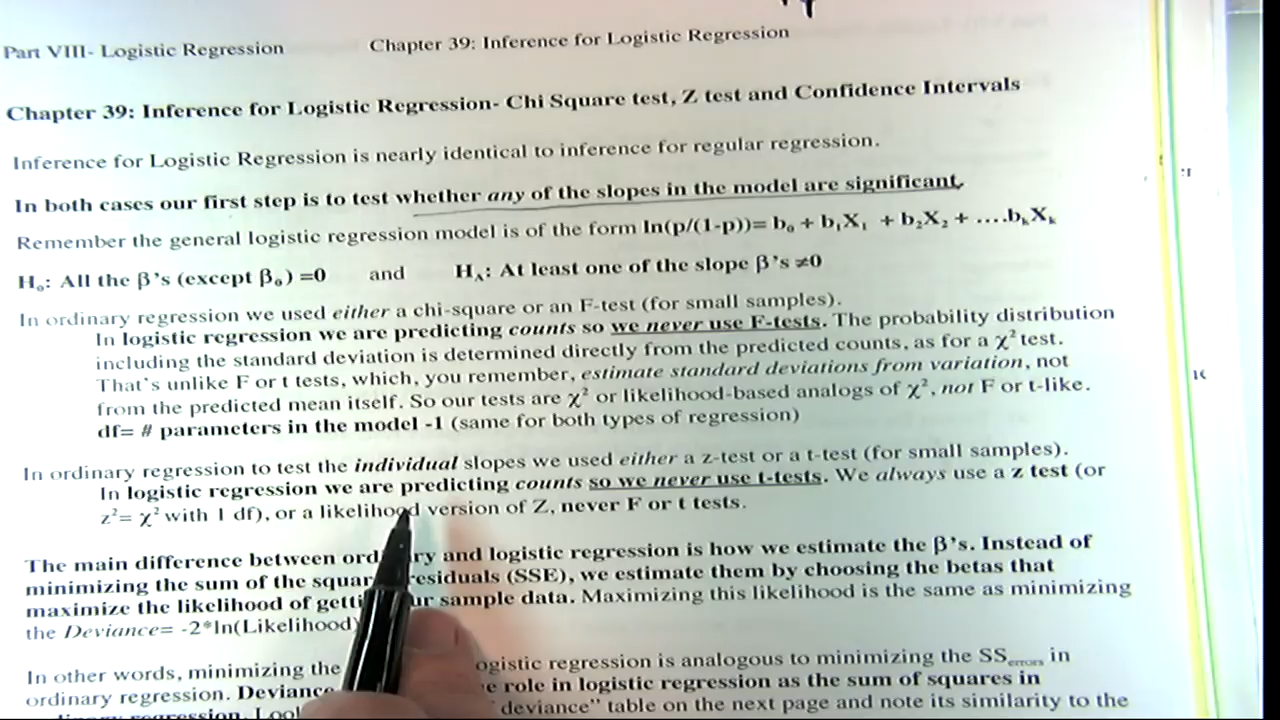 Part VIII- Logistic Regression Chapter 39: Inference for Logistic Regression
Chapter 39: Inference for Logistic Regression- Chi Square test, Z test and Confidence Intervals
Inference for Logistic Regression is nearly identical to inference for regular regression.
In both cases our first step is to test whether any of the slopes in the model are significant.
Remember the general logistic regression model is of the form ln(p/(1-p))= b₀ + b₁X₁ + b₂X₂ + ….bₖXₖ
H₀: All the β's (except β₀) =0 and H_A: At least one of the slope β's ≠0
In ordinary regression we used either a chi-square or an F-test (for small samples).
In logistic regression we are predicting counts so we never use F-tests. The probability distribution
including the standard deviation is determined directly from the predicted counts, as for a χ² test.
That's unlike F or t tests, which, you remember, estimate standard deviations from variation, not
from the predicted mean itself. So our tests are χ² or likelihood-based analogs of χ², not F or t-like.
df= # parameters in the model -1 (same for both types of regression)
In ordinary regression to test the individual slopes we used either a z-test or a t-test (for small samples).
In logistic regression we are predicting counts so we never use t-tests. We always use a z test (or
z²= χ² with 1 df), or a likelihood version of Z, never F or t tests.
The main difference between ordinary and logistic regression is how we estimate the β's. Instead of
minimizing the sum of the squar residuals (SSE), we estimate them by choosing the betas that
maximize the likelihood of getti ur sample data. Maximizing this likelihood is the same as minimizing
the Deviance= -2*ln(Likelihood)
In other words, minimizing the ogistic regression is analogous to minimizing the SS_errors in
ordinary regression. Deviance e role in logistic regression as the sum of squares in
regression. deviance" table on the next page and note its similarity to the